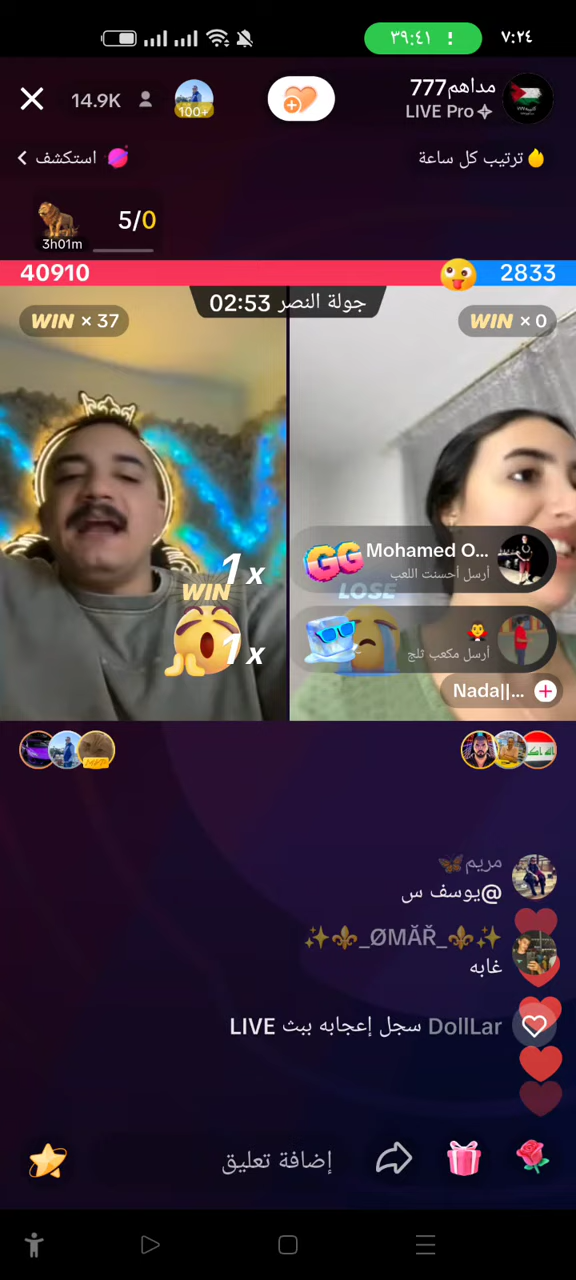 ٧:٢٤
٣٩:٤١
مداهم777
LIVE Pro
14.9K
100+
ترتيب كل ساعة
استكشف
5/0
3h01m
40910
2833
جولة النصر 02:53
WIN × 37
WIN × 0
GG
Mohamed O...
أرسل أحسنت اللعب
1x
WIN
LOSE
1x
أرسل مكعب ثلج
Nada||...
مريم
@يوسف س
_ØMĂŘ_
غابه
DollLar سجل إعجابه ببث LIVE
إضافة تعليق